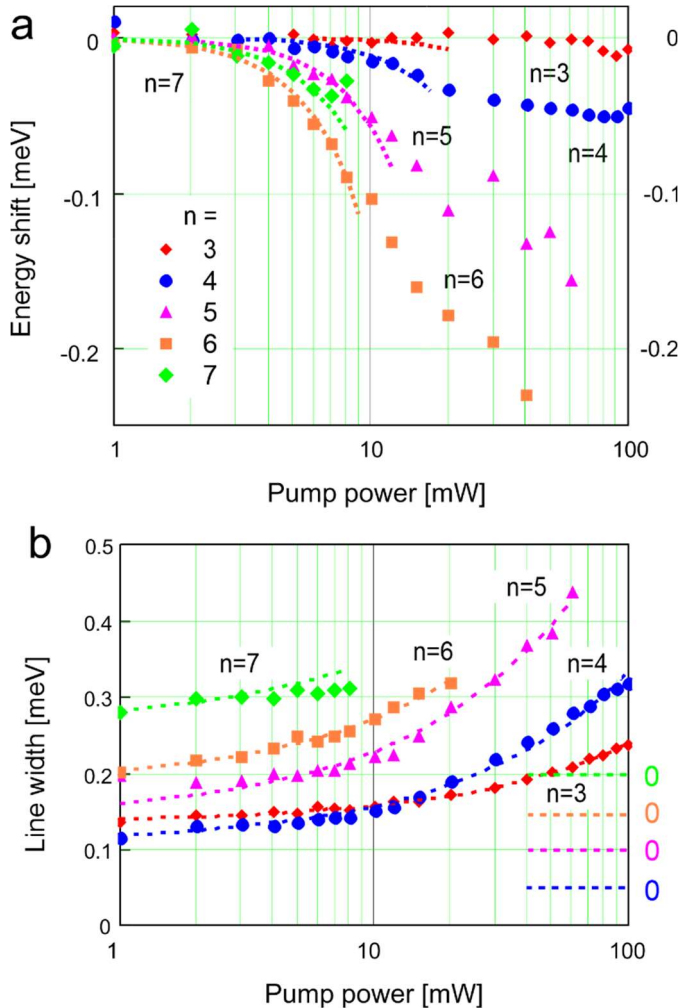 a
0
0
n=7
n=3
n=5
n=4
-0.1
-0.1
n =
3
4
n=6
5
6
-0.2
-0.2
7
Energy shift [meV]
1
10
100
Pump power [mW]
b
0.5
n=5
0.4
n=7
n=6
n=4
0.3
0.2
0
n=3
0
0.1
0
0
0
1
10
100
Line width [meV]
Pump power [mW]